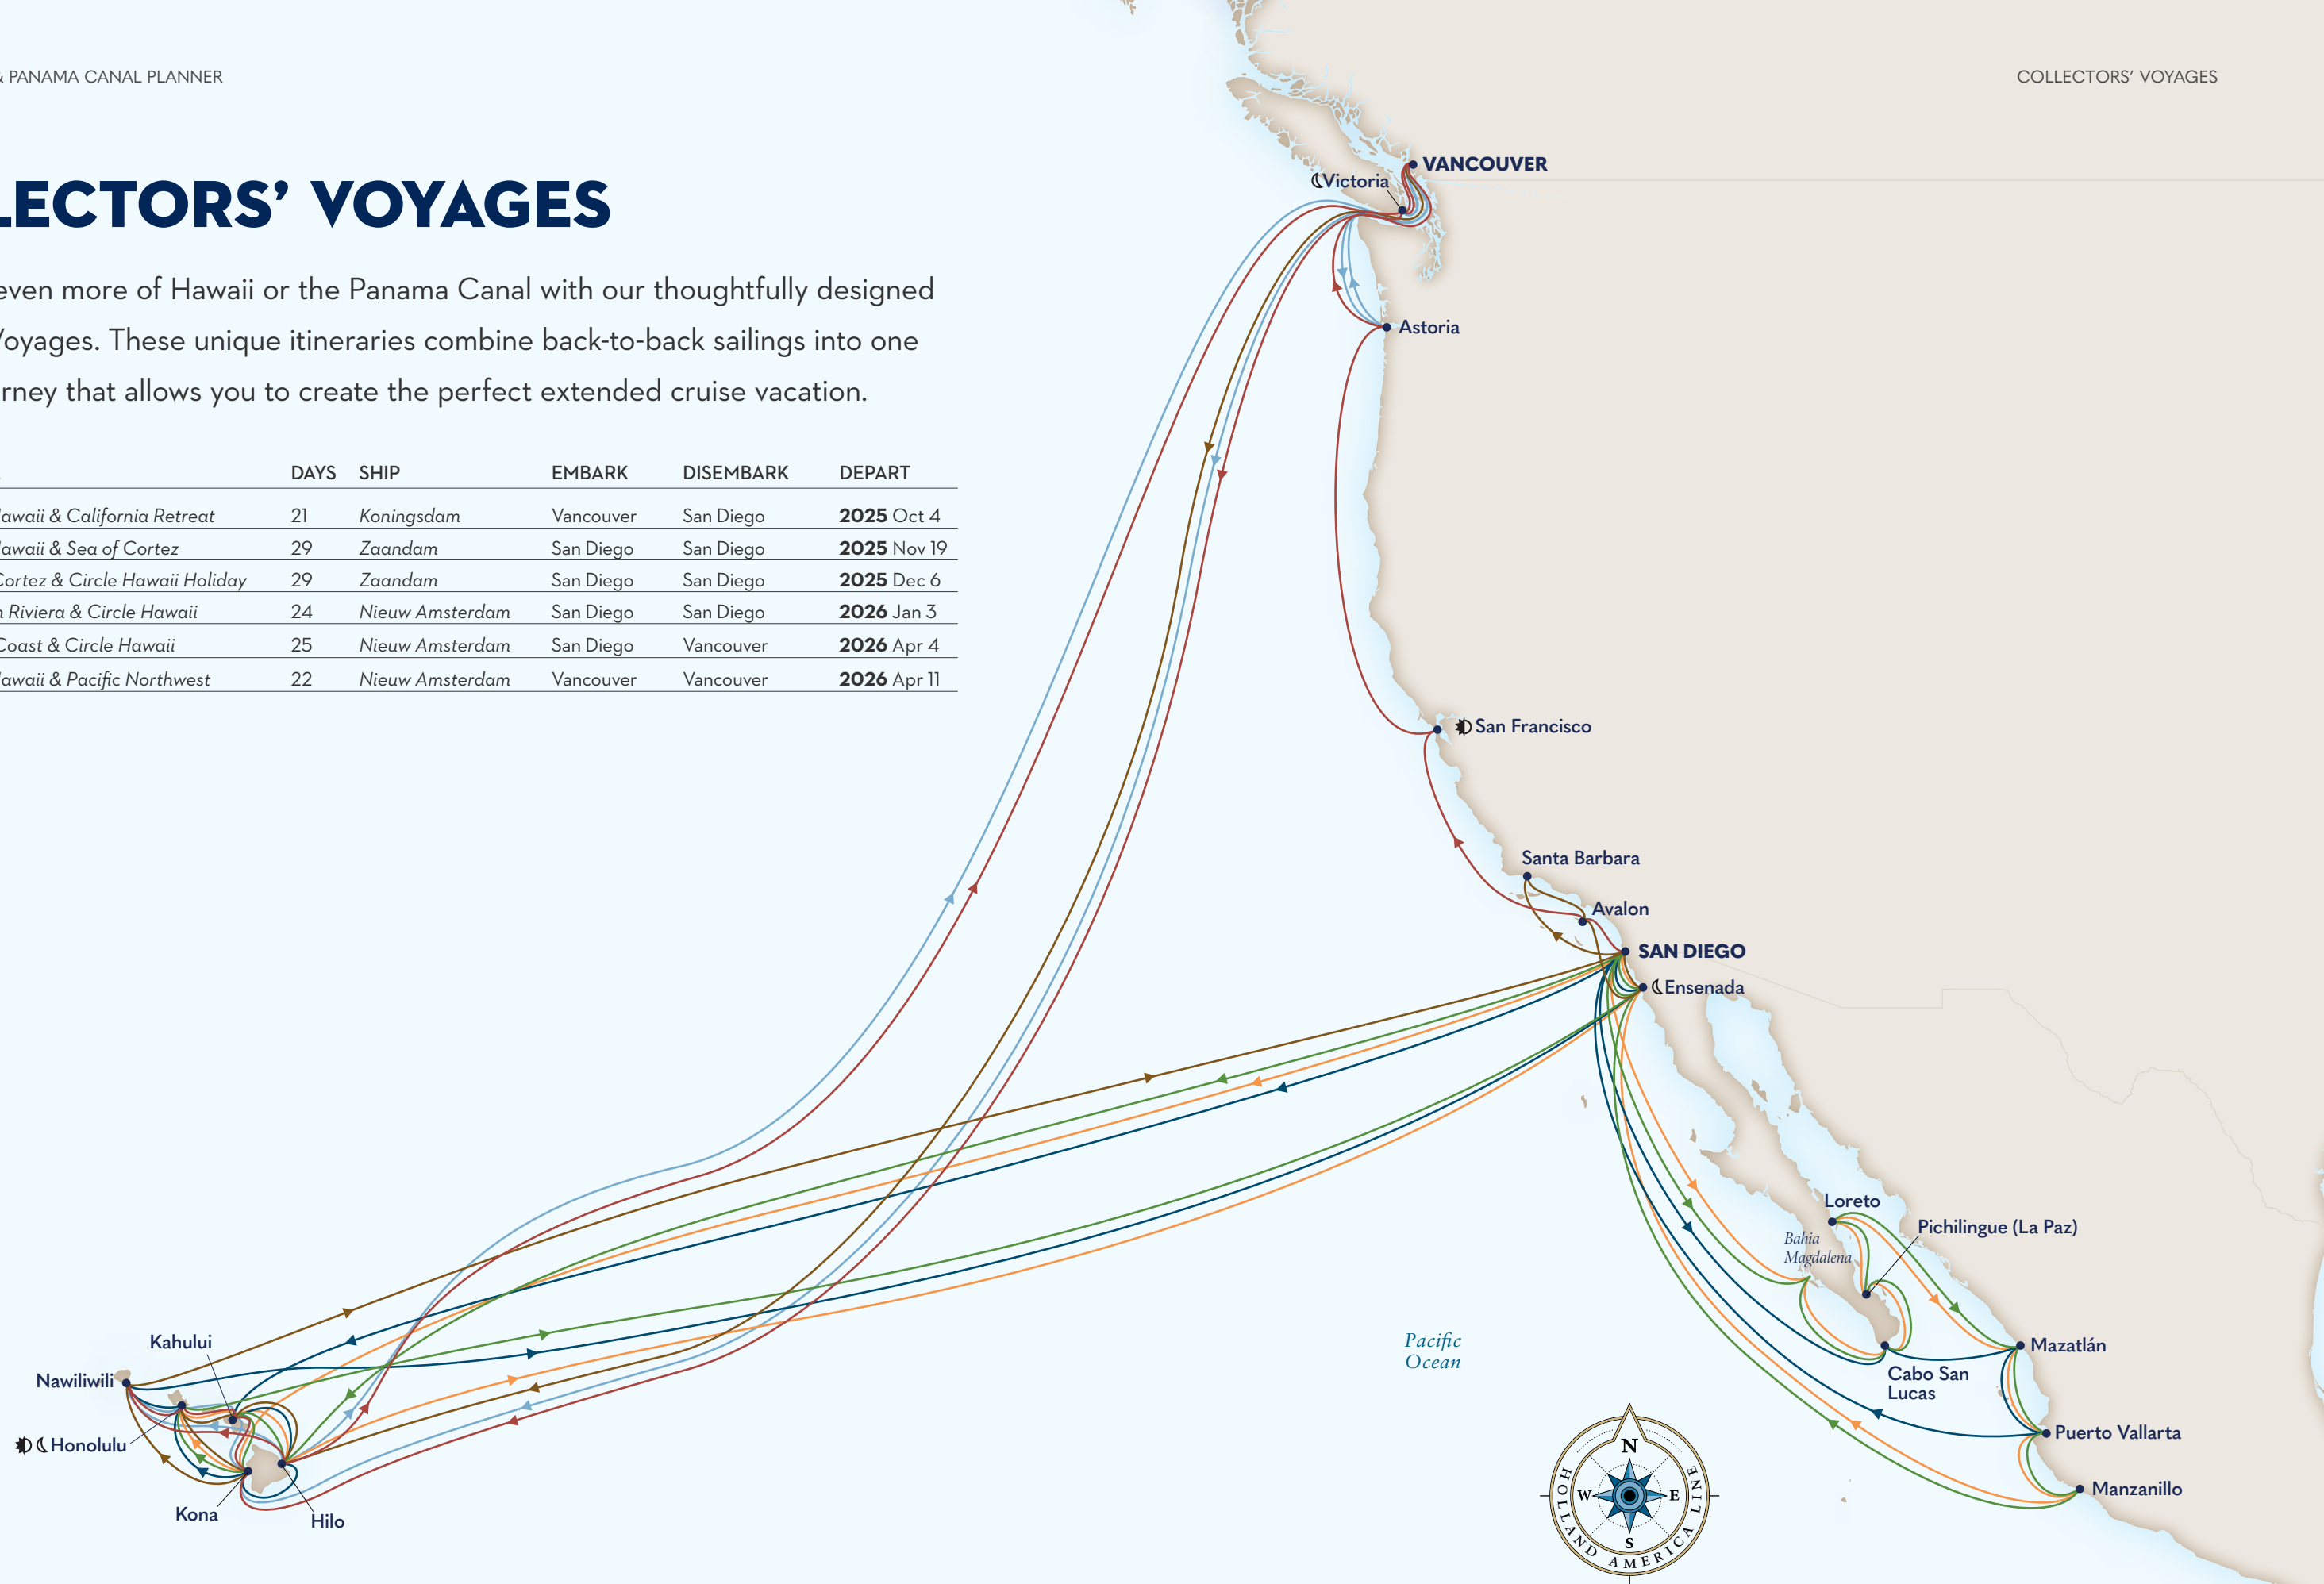 & PANAMA CANAL PLANNER
COLLECTORS’ VOYAGES
LECTORS’ VOYAGES
even more of Hawaii or the Panama Canal with our thoughtfully designed
Voyages. These unique itineraries combine back-to-back sailings into one
rney that allows you to create the perfect extended cruise vacation.
DAYS SHIP EMBARK DISEMBARK DEPART
awaii & California Retreat 21 Koningsdam Vancouver San Diego 2025 Oct 4
awaii & Sea of Cortez 29 Zaandam San Diego San Diego 2025 Nov 19
Cortez & Circle Hawaii Holiday 29 Zaandam San Diego San Diego 2025 Dec 6
n Riviera & Circle Hawaii 24 Nieuw Amsterdam San Diego San Diego 2026 Jan 3
Coast & Circle Hawaii 25 Nieuw Amsterdam San Diego Vancouver 2026 Apr 4
awaii & Pacific Northwest 22 Nieuw Amsterdam Vancouver Vancouver 2026 Apr 11
VANCOUVER
Victoria
Astoria
San Francisco
Santa Barbara
Avalon
SAN DIEGO
Ensenada
Loreto
Pichilingue (La Paz)
Bahia
Magdalena
Mazatlán
Cabo San
Lucas
Puerto Vallarta
Manzanillo
Pacific
Ocean
Kahului
Nawiliwili
Honolulu
Kona
Hilo
N
W
E
S
HOLLAND AMERICA LINE